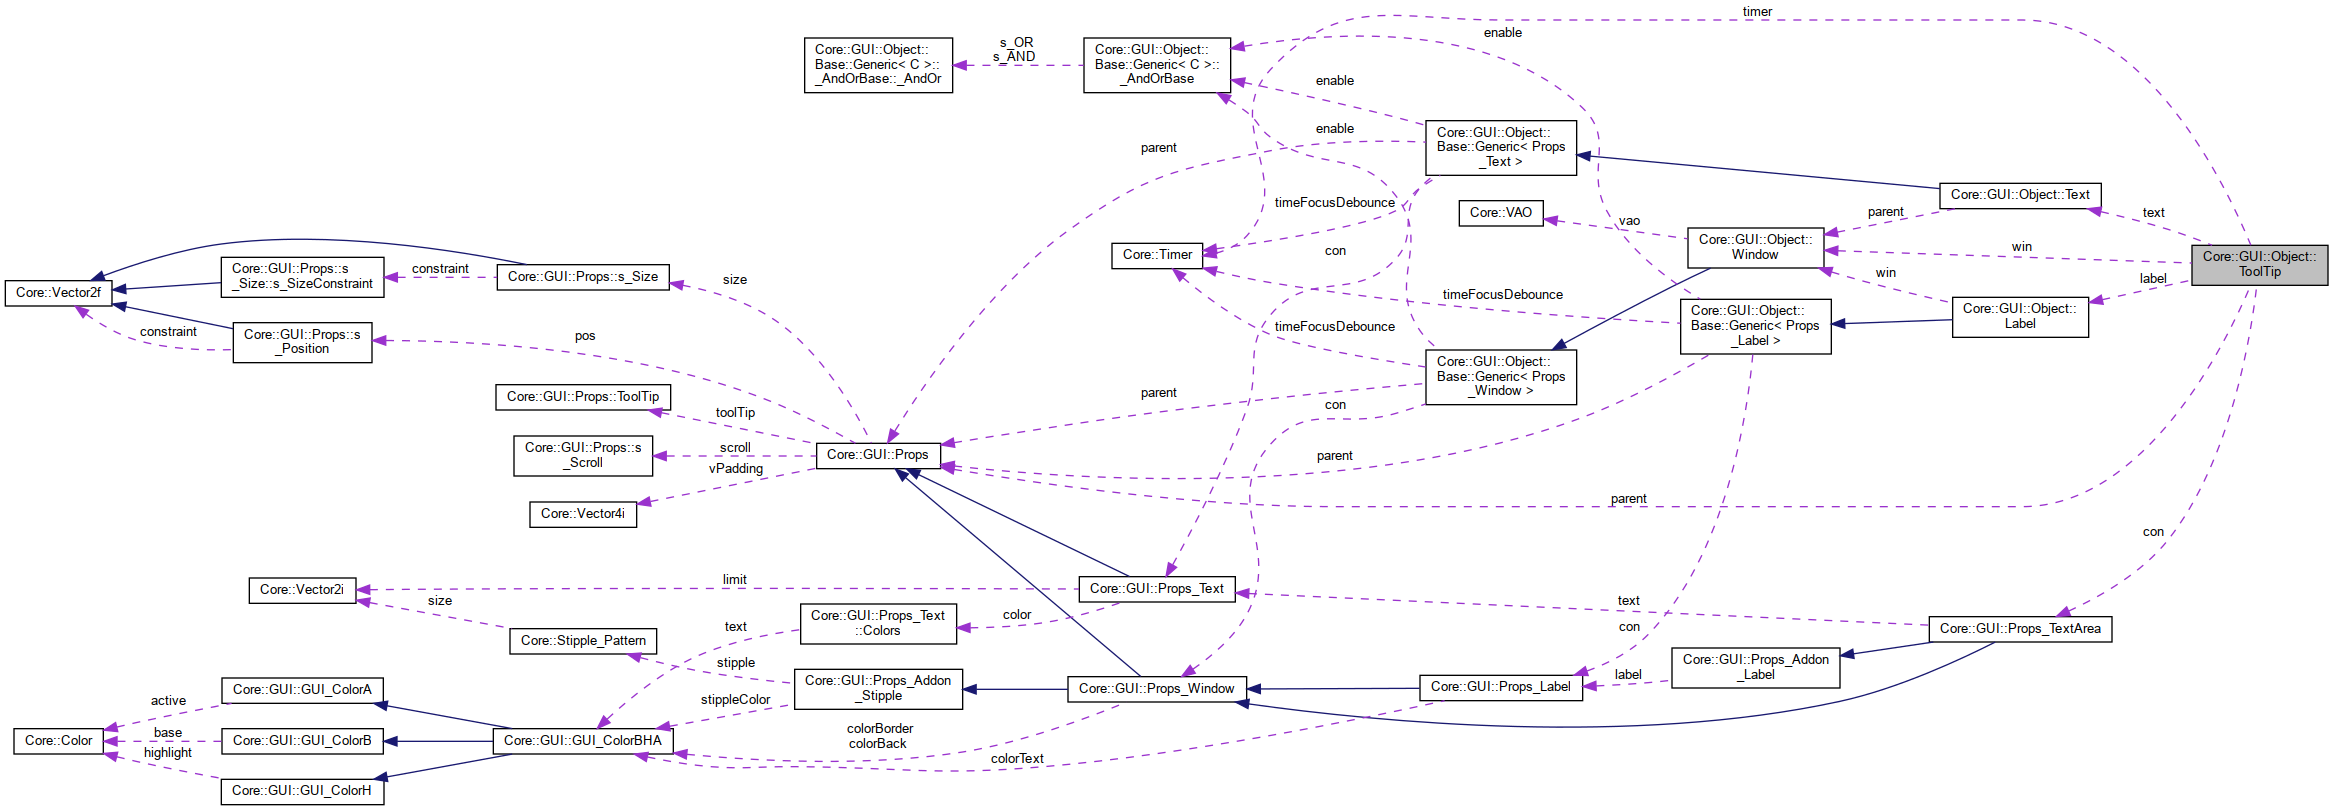 timer
enable
s_OR
s_AND
Core::GUI::Object::
Base::Generic< C >::
_AndOrBase::_AndOr
Core::GUI::Object::
Base::Generic< C >::
_AndOrBase
enable
enable
parent
Core::GUI::Object::
Base::Generic< Props
_Text >
Core::GUI::Object::Text
timeFocusDebounce
Core::VAO
vao
parent
text
Core::GUI::Object::
Window
win
Core::GUI::Object::
ToolTip
Core::Timer
con
win
label
Core::GUI::Props::s
_Size::s_SizeConstraint
constraint
Core::GUI::Props::s_Size
size
Core::Vector2f
timeFocusDebounce
Core::GUI::Object::
Base::Generic< Props
_Label >
Core::GUI::Object::
Label
constraint
Core::GUI::Props::s
_Position
pos
timeFocusDebounce
Core::GUI::Object::
Base::Generic< Props
_Window >
parent
Core::GUI::Props::ToolTip
toolTip
con
Core::GUI::Props::s
_Scroll
scroll
Core::GUI::Props
parent
vPadding
Core::Vector4i
parent
con
Core::Vector2i
limit
Core::GUI::Props_Text
size
text
Core::GUI::Props_Text
::Colors
color
text
con
Core::GUI::Props_TextArea
Core::Stipple_Pattern
stipple
Core::GUI::Props_Addon
_Label
label
Core::GUI::Props_Addon
_Stipple
Core::GUI::Props_Window
Core::GUI::Props_Label
Core::GUI::GUI_ColorA
active
stippleColor
base
Core::Color
Core::GUI::GUI_ColorB
Core::GUI::GUI_ColorBHA
colorBorder
colorBack
highlight
colorText
Core::GUI::GUI_ColorH